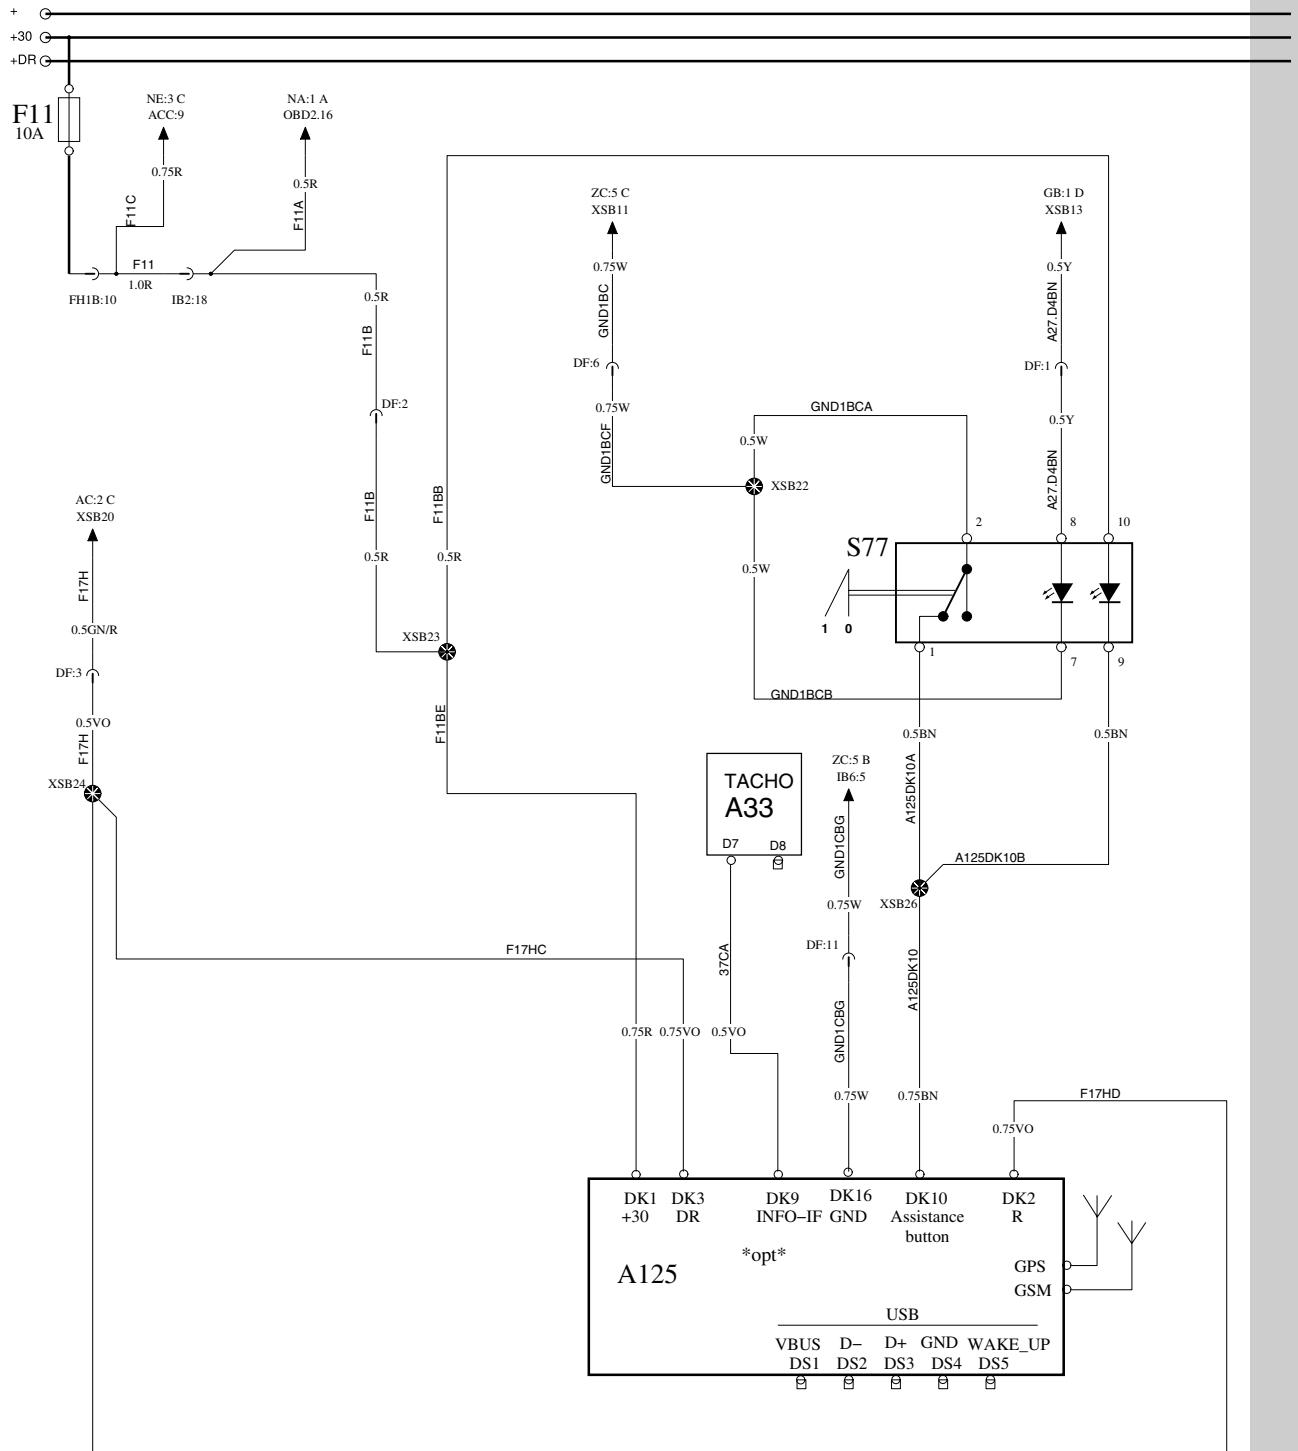 +
+30
+DR
F11
10A
NE:3 C
ACC:9
NA:1 A
OBD2.16
0.75R
0.5R
F11C
F11A
F11
1.0R
FH1B:10
IB2:18
0.5R
F11B
DF:2
F11B
0.5R
F11BB
0.5R
XSB23
F11BE
ZC:5 C
XSB11
0.75W
GND1BC
DF:6
0.75W
GND1BCF
GB:1 D
XSB13
0.5Y
A27.D4BN
DF:1
0.5Y
A27.D4BN
GND1BCA
0.5W
XSB22
0.5W
GND1BCB
S77
2
8
10
1 0
1
7
9
AC:2 C
XSB20
F17H
0.5GN/R
DF:3
0.5VO
F17H
XSB24
0.5BN
0.5BN
A125DK10A
A125DK10B
XSB26
A125DK10
TACHO
A33
D7
D8
ZC:5 B
IB6:5
GND1CBG
0.75W
DF:11
GND1CBG
F17HC
37CA
0.75R
0.75VO
0.5VO
0.75W
0.75BN
F17HD
0.75VO
DK1
+30
DK3
DR
DK9
INFO−IF
DK16
GND
DK10
Assistance
button
DK2
R
*opt*
A125
GPS
GSM
USB
VBUS D− D+ GND WAKE_UP
DS1 DS2 DS3 DS4 DS5